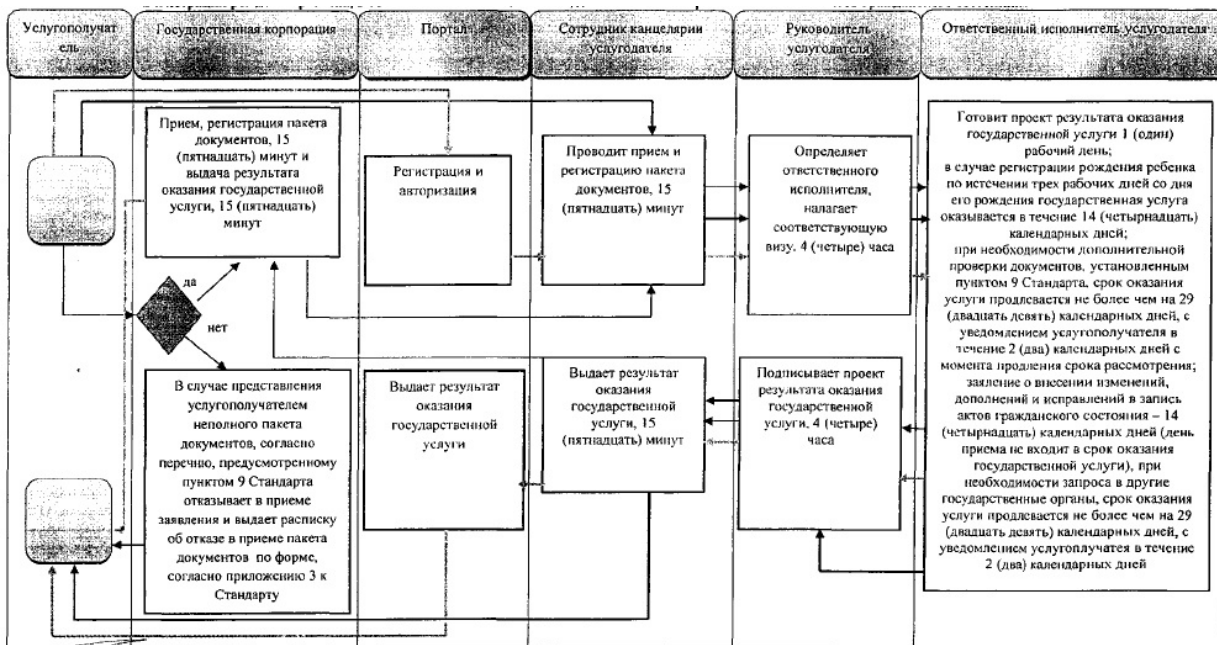 Услугополучат
ель
Государственная корпорация
Портал
Сотрудник канцелярии
услугодателя
Руководитель
услугодателя
Ответственный исполнитель услугодателя
Прием, регистрация пакета
документов, 15
(пятнадцать) минут и
выдача результата
оказания государственной
услуги, 15 (пятнадцать)
минут
Регистрация и
авторизация
Проводит прием и
регистрацию пакета
документов, 15
(пятнадцать) минут
Определяет
ответственного
исполнителя,
налагает
соответствующую
визу. 4 (четыре) часа
Готовит проект результата оказания
государственной услуги 1 (один)
рабочий день;
в случае регистрации рождения ребенка
по истечении трех рабочих дней со дня
его рождения государственная услуга
оказывается в течение 14 (четырнадцать)
календарных дней;
при необходимости дополнительной
проверки документов, установленным
пунктом 9 Стандарта, срок оказания
услуги продлевается не более чем на 29
(двадцать девять) календарных дней, с
уведомлением услугополучателя в
течение 2 (два) календарных дней с
момента продления срока рассмотрения;
заявление о внесении изменений,
дополнений и исправлений в запись
актов гражданского состояния – 14
(четырнадцать) календарных дней (день
приема не входит в срок оказания
государственной услуги), при
необходимости запроса в другие
государственные органы, срок оказания
услуги продлевается не более чем на 29
(двадцать девять) календарных дней, с
уведомлением услугоплучатея в течение
2 (два) календарных дней
да
нет
В случае представления
услугополучателем
неполного пакета
документов, согласно
перечню, предусмотренному
пунктом 9 Стандарта
отказывает в приеме
заявления и выдает расписку
об отказе в приеме пакета
документов по форме,
согласно приложению 3 к
Стандарту
Выдает результат
оказания
государственной
услуги
Выдает результат
оказания
государственной
услуги, 15
(пятнадцать) минут
Подписывает проект
результата оказания
государственной
услуги. 4 (четыре)
часа